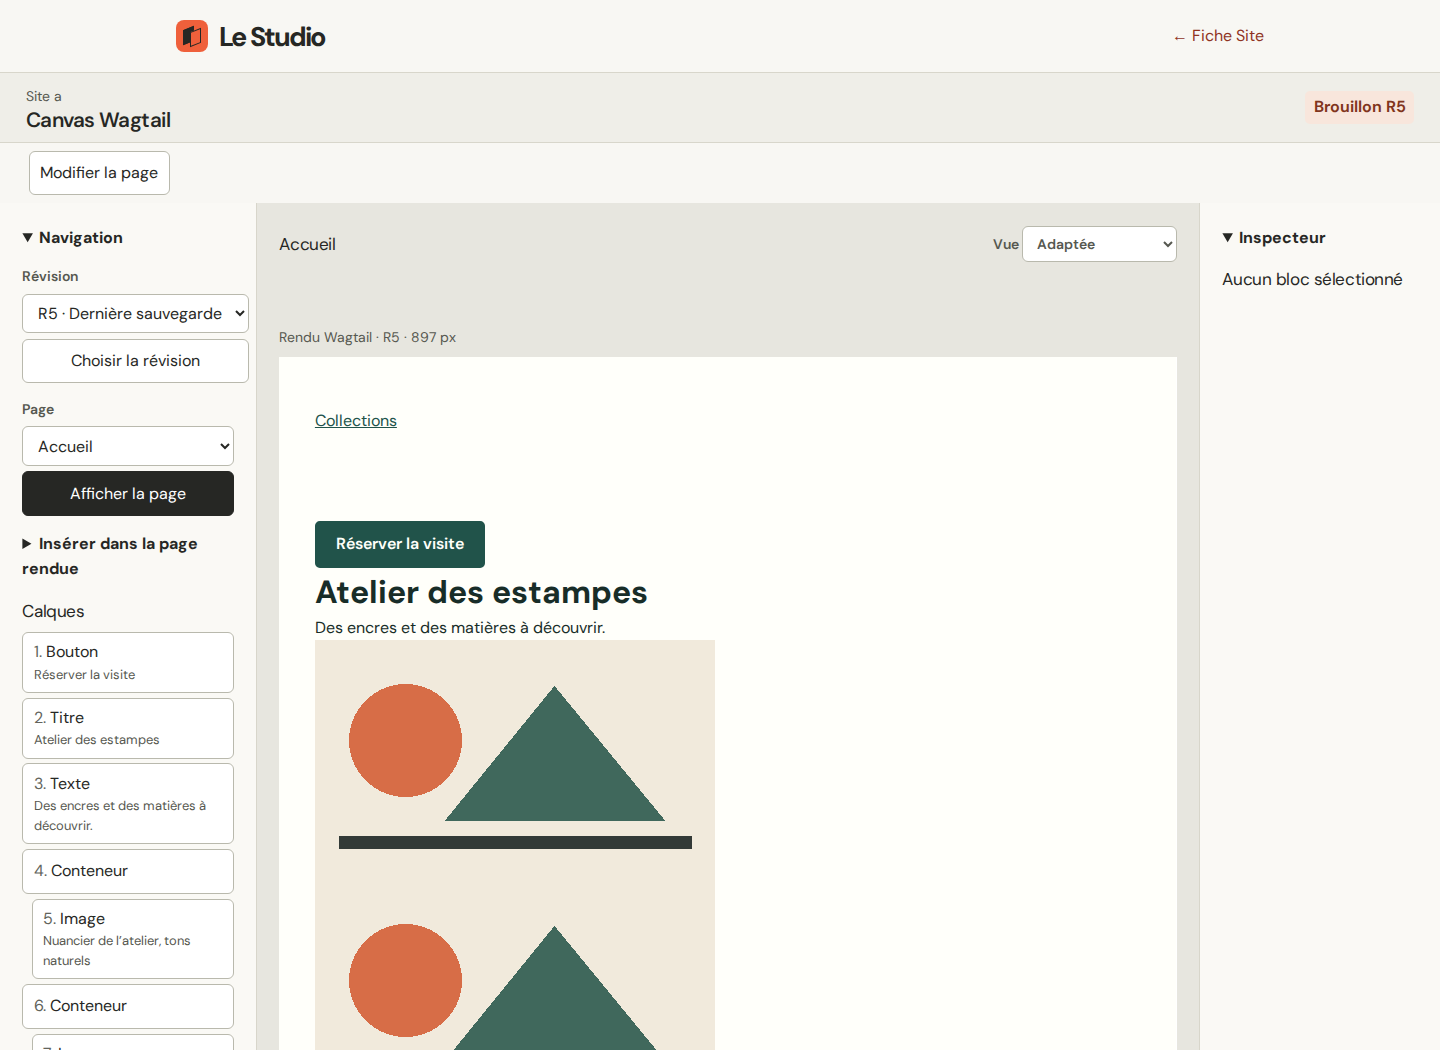 Le Studio
← Fiche Site
Site a
Canvas Wagtail
Brouillon R5
Modifier la page
Navigation
Révision
R5 · Dernière sauvegarde
Choisir la révision
Page
Accueil
Afficher la page
Insérer dans la page
rendue
Calques
1. Bouton
Réserver la visite
2. Titre
Atelier des estampes
3. Texte
Des encres et des matières à
découvrir.
4. Conteneur
5. Image
Nuancier de l’atelier, tons
naturels
6. Conteneur
Accueil
Vue
Adaptée
Rendu Wagtail · R5 · 897 px
Collections
Réserver la visite
Atelier des estampes
Des encres et des matières à découvrir.
Inspecteur
Aucun bloc sélectionné